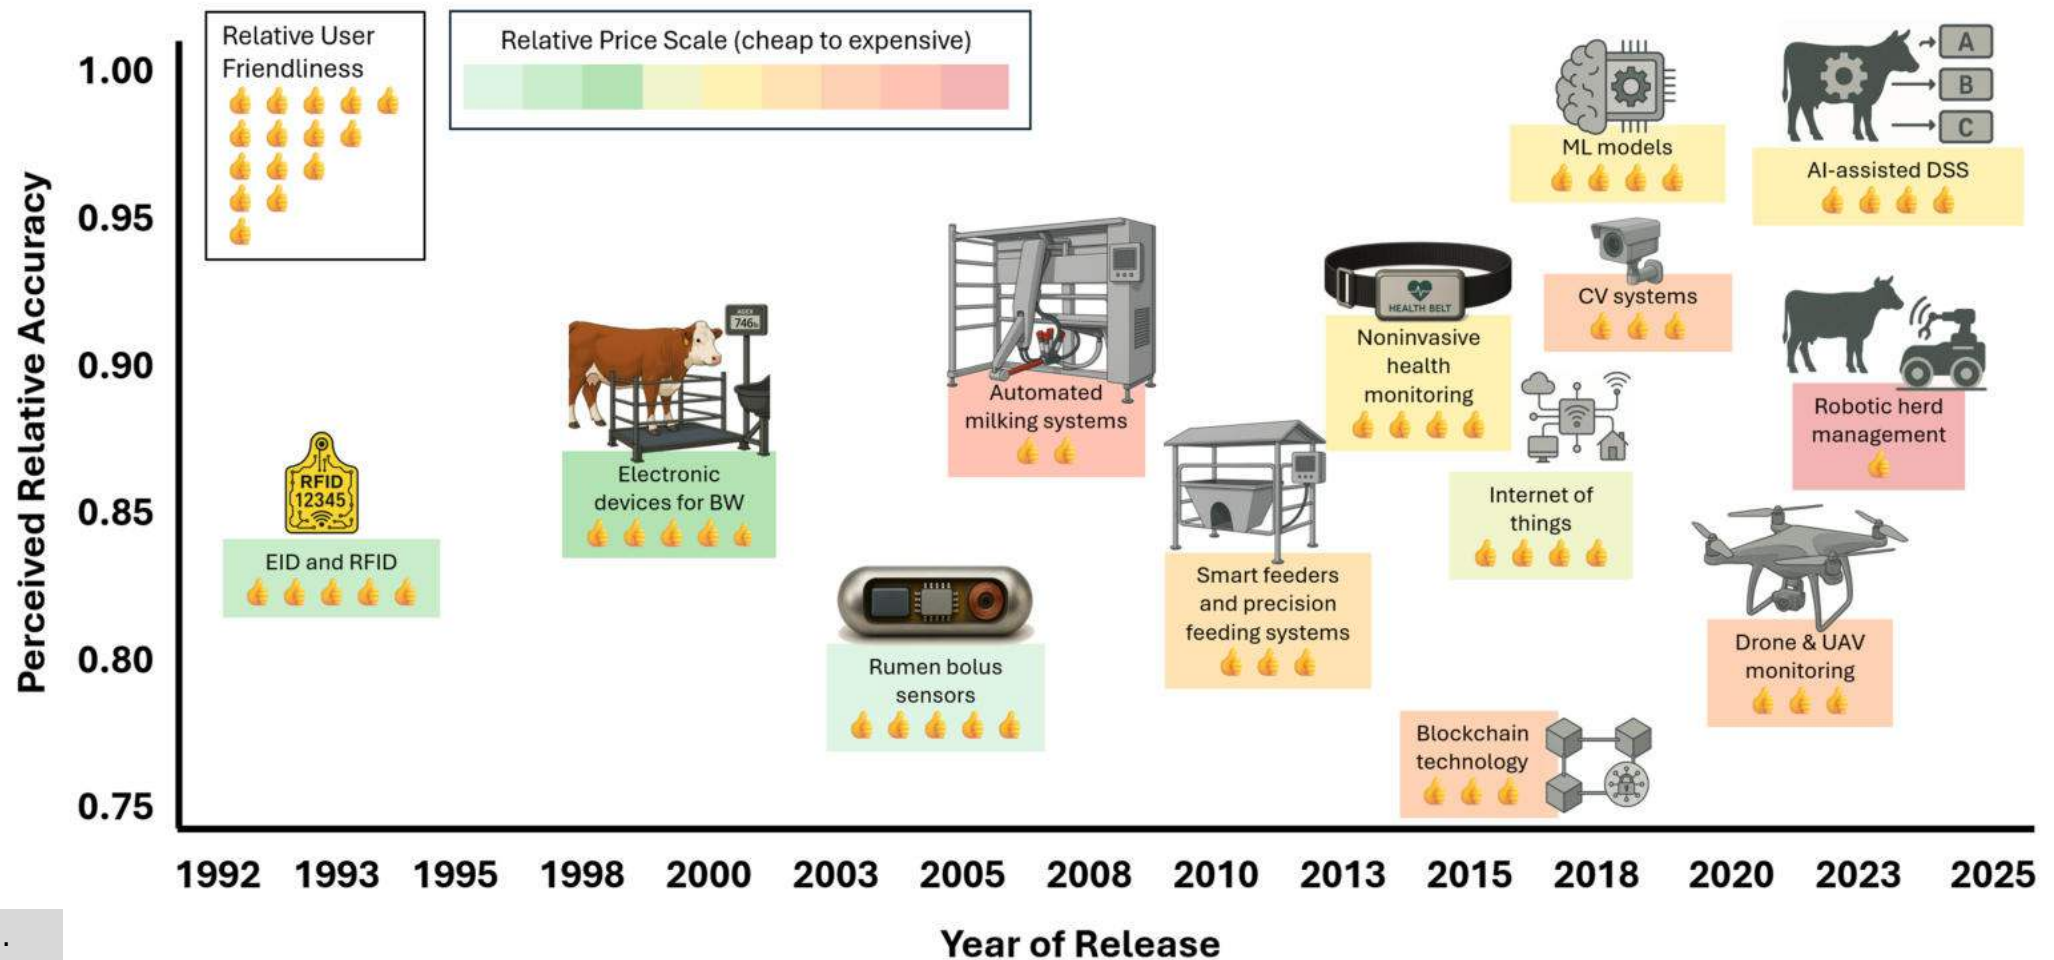 Relative User
Friendliness
Relative Price Scale (cheap to expensive)
Perceived Relative Accuracy
1.00
0.95
0.90
0.85
0.80
0.75
RFID
12345
EID and RFID
746
Electronic
devices for BW
Rumen bolus
sensors
Automated
milking systems
Smart feeders
and precision
feeding systems
HEALTH BELT
Noninvasive
health
monitoring
ML models
CV systems
Internet of
things
Blockchain
technology
A
B
C
AI-assisted DSS
Robotic herd
management
Drone & UAV
monitoring
1992 1993 1995 1998 2000 2003 2005 2008 2010 2013 2015 2018 2020 2023 2025
Year of Release
.